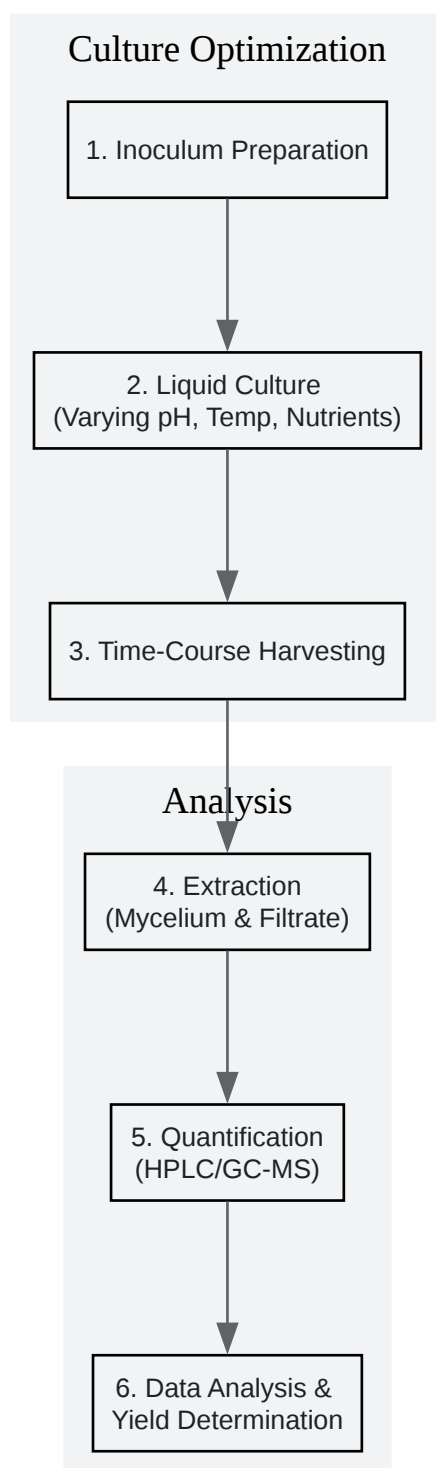 Culture Optimization
1. Inoculum Preparation
2. Liquid Culture
(Varying pH, Temp, Nutrients)
3. Time-Course Harvesting
Analysis
4. Extraction
(Mycelium & Filtrate)
5. Quantification
(HPLC/GC-MS)
6. Data Analysis &
Yield Determination